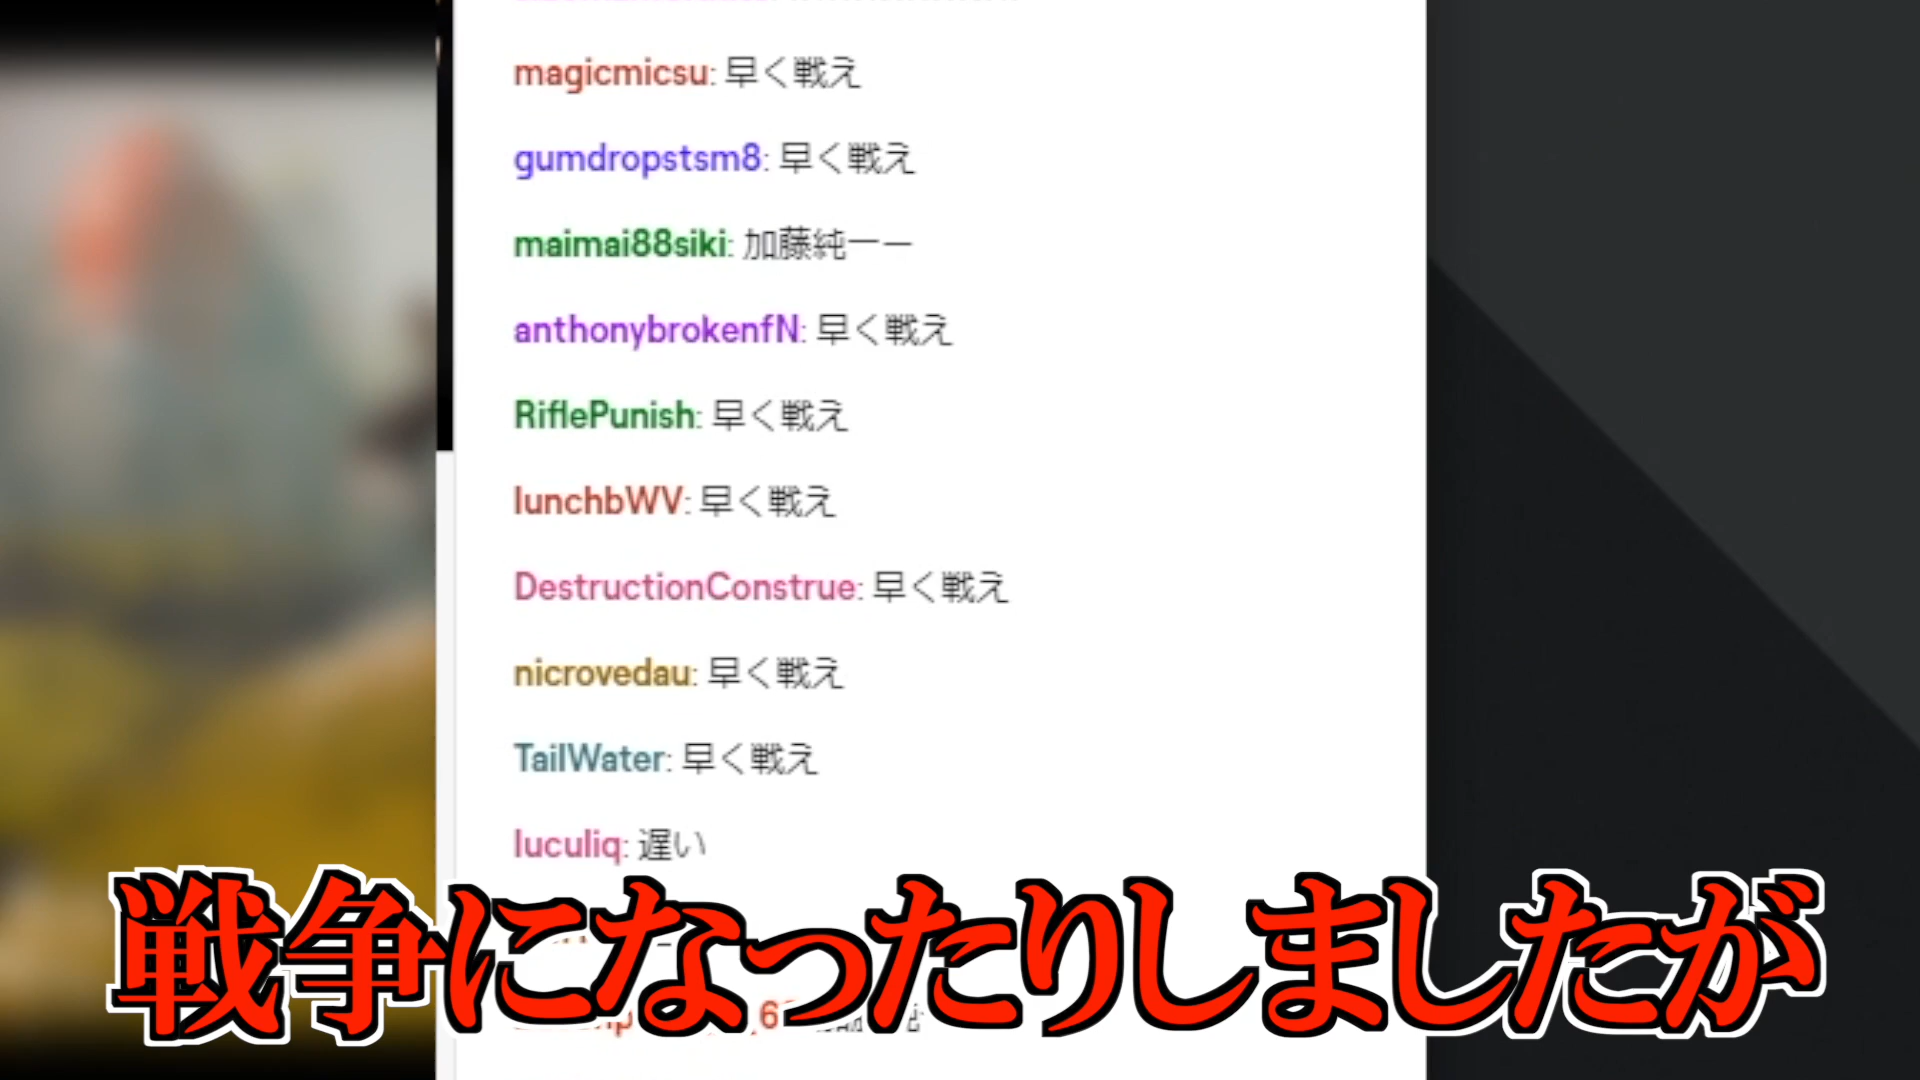 magicmicsu: 早く戦え
gumdropstsm8: 早く戦え
maimai88siki: 加藤純一ー
anthonybrokenfN: 早く戦え
RiflePunish: 早く戦え
lunchbWV: 早く戦え
DestructionConstrue: 早く戦え
nicrovedau: 早く戦え
TailWater: 早く戦え
luculiq: 遅い
戦争になったりしましたが